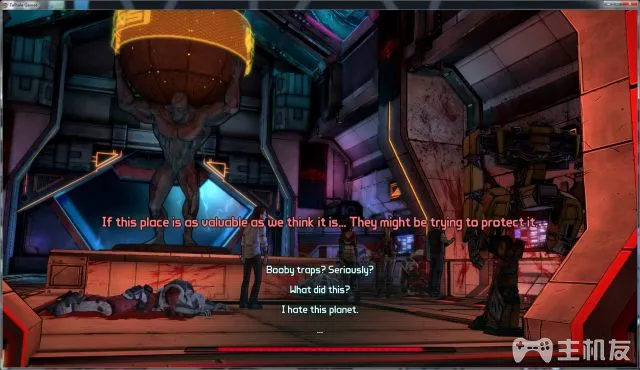 Telltale Games
If this place is as valuable as we think it is... They might be trying to protect it.
Booby traps? Seriously?
What did this?
I hate this planet.
...
主机友